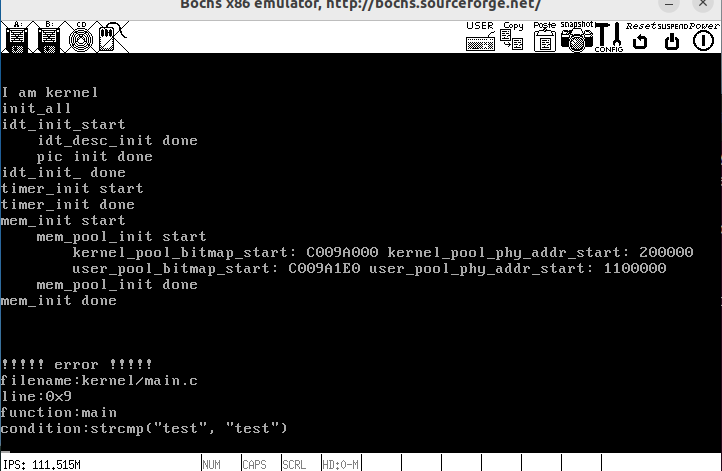 Bochs x86 emulator, http://bochs.sourceforge.net/
A: B: CD USER Copy Paste snapshot CONFIG Reset SUSPEND Power
I am kernel
init_all
idt_init_start
idt_desc_init done
pic init done
idt_init_ done
timer_init start
timer_init done
mem_init start
mem_pool_init start
kernel_pool_bitmap_start: C009A000 kernel_pool_phy_addr_start: 200000
user_pool_bitmap_start: C009A1E0 user_pool_phy_addr_start: 1100000
mem_pool_init done
mem_init done
!!!!! error !!!!!
filename:kernel/main.c
line:0x9
function:main
condition:strcmp("test", "test")
IPS: 111.515M NUM CAPS SCRL HD:0-M